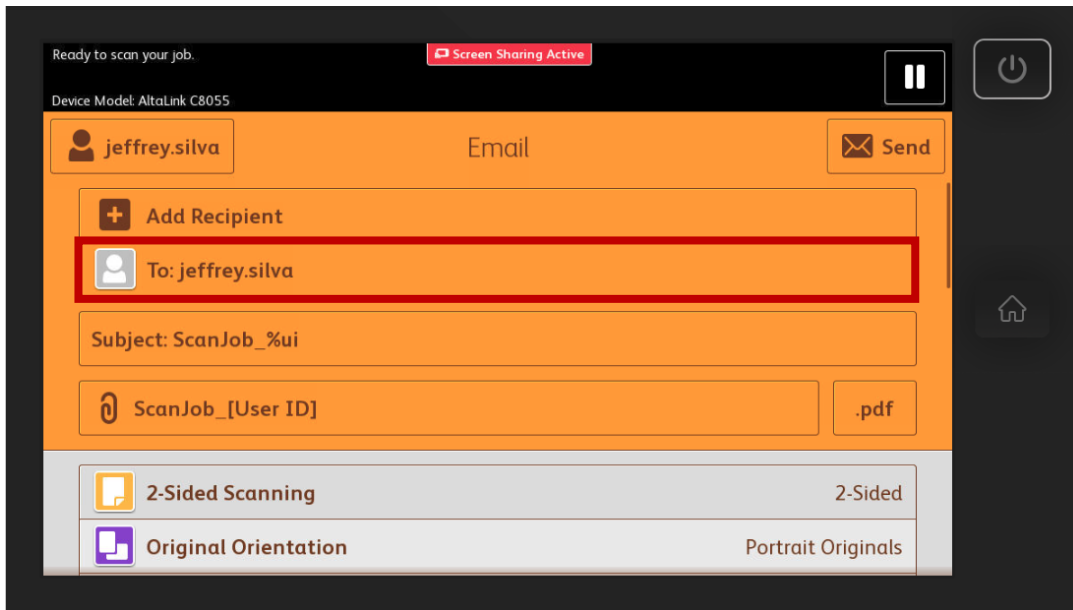 Ready to scan your job.
Screen Sharing Active
Device Model: AltaLink C8055
jeffrey.silva
Email
Send
Add Recipient
To: jeffrey.silva
Subject: ScanJob_%ui
ScanJob_[User ID]
.pdf
2-Sided Scanning
2-Sided
Original Orientation
Portrait Originals